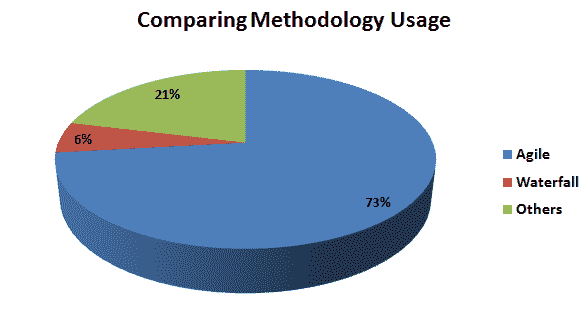 Comparing Methodology Usage
21%
6%
73%
Agile
Waterfall
Others